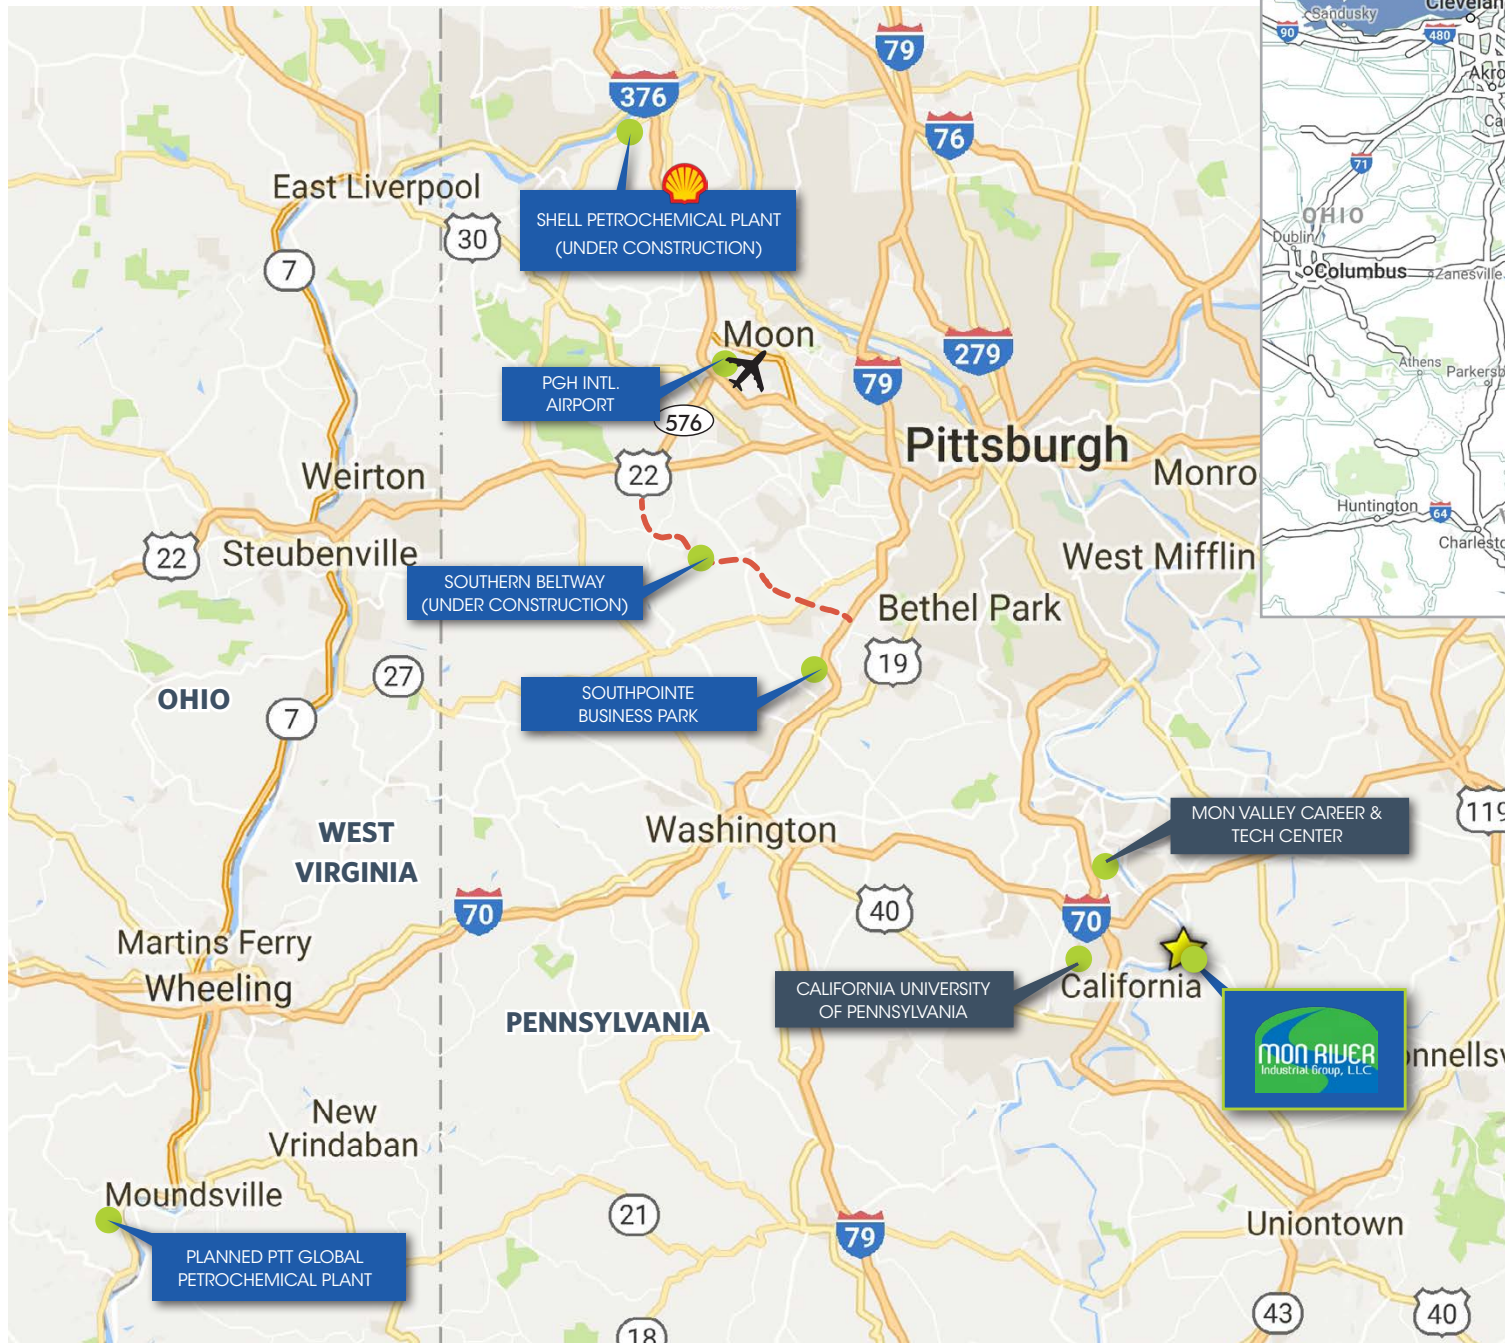 Sandusky
Clevelan
90
480
Akro
Ca
71
OHIO
Dublin
Columbus
Zanesville
Athens
Parkersb
Huntington
64
Charlesto
79
376
76
East Liverpool
30
SHELL PETROCHEMICAL PLANT
(UNDER CONSTRUCTION)
7
Moon
279
79
PGH INTL.
AIRPORT
576
Pittsburgh
Monro
Weirton
22
22
Steubenville
West Mifflin
SOUTHERN BELTWAY
(UNDER CONSTRUCTION)
Bethel Park
19
27
OHIO
SOUTHPOINTE
BUSINESS PARK
7
MON VALLEY CAREER &
TECH CENTER
119
WEST
VIRGINIA
Washington
70
40
70
Martins Ferry
Wheeling
CALIFORNIA UNIVERSITY
OF PENNSYLVANIA
California
PENNSYLVANIA
MON RIVER
Industrial Group, LLC
onnellsv
New
Vrindaban
Moundsville
21
79
Uniontown
PLANNED PTT GLOBAL
PETROCHEMICAL PLANT
43
40
18